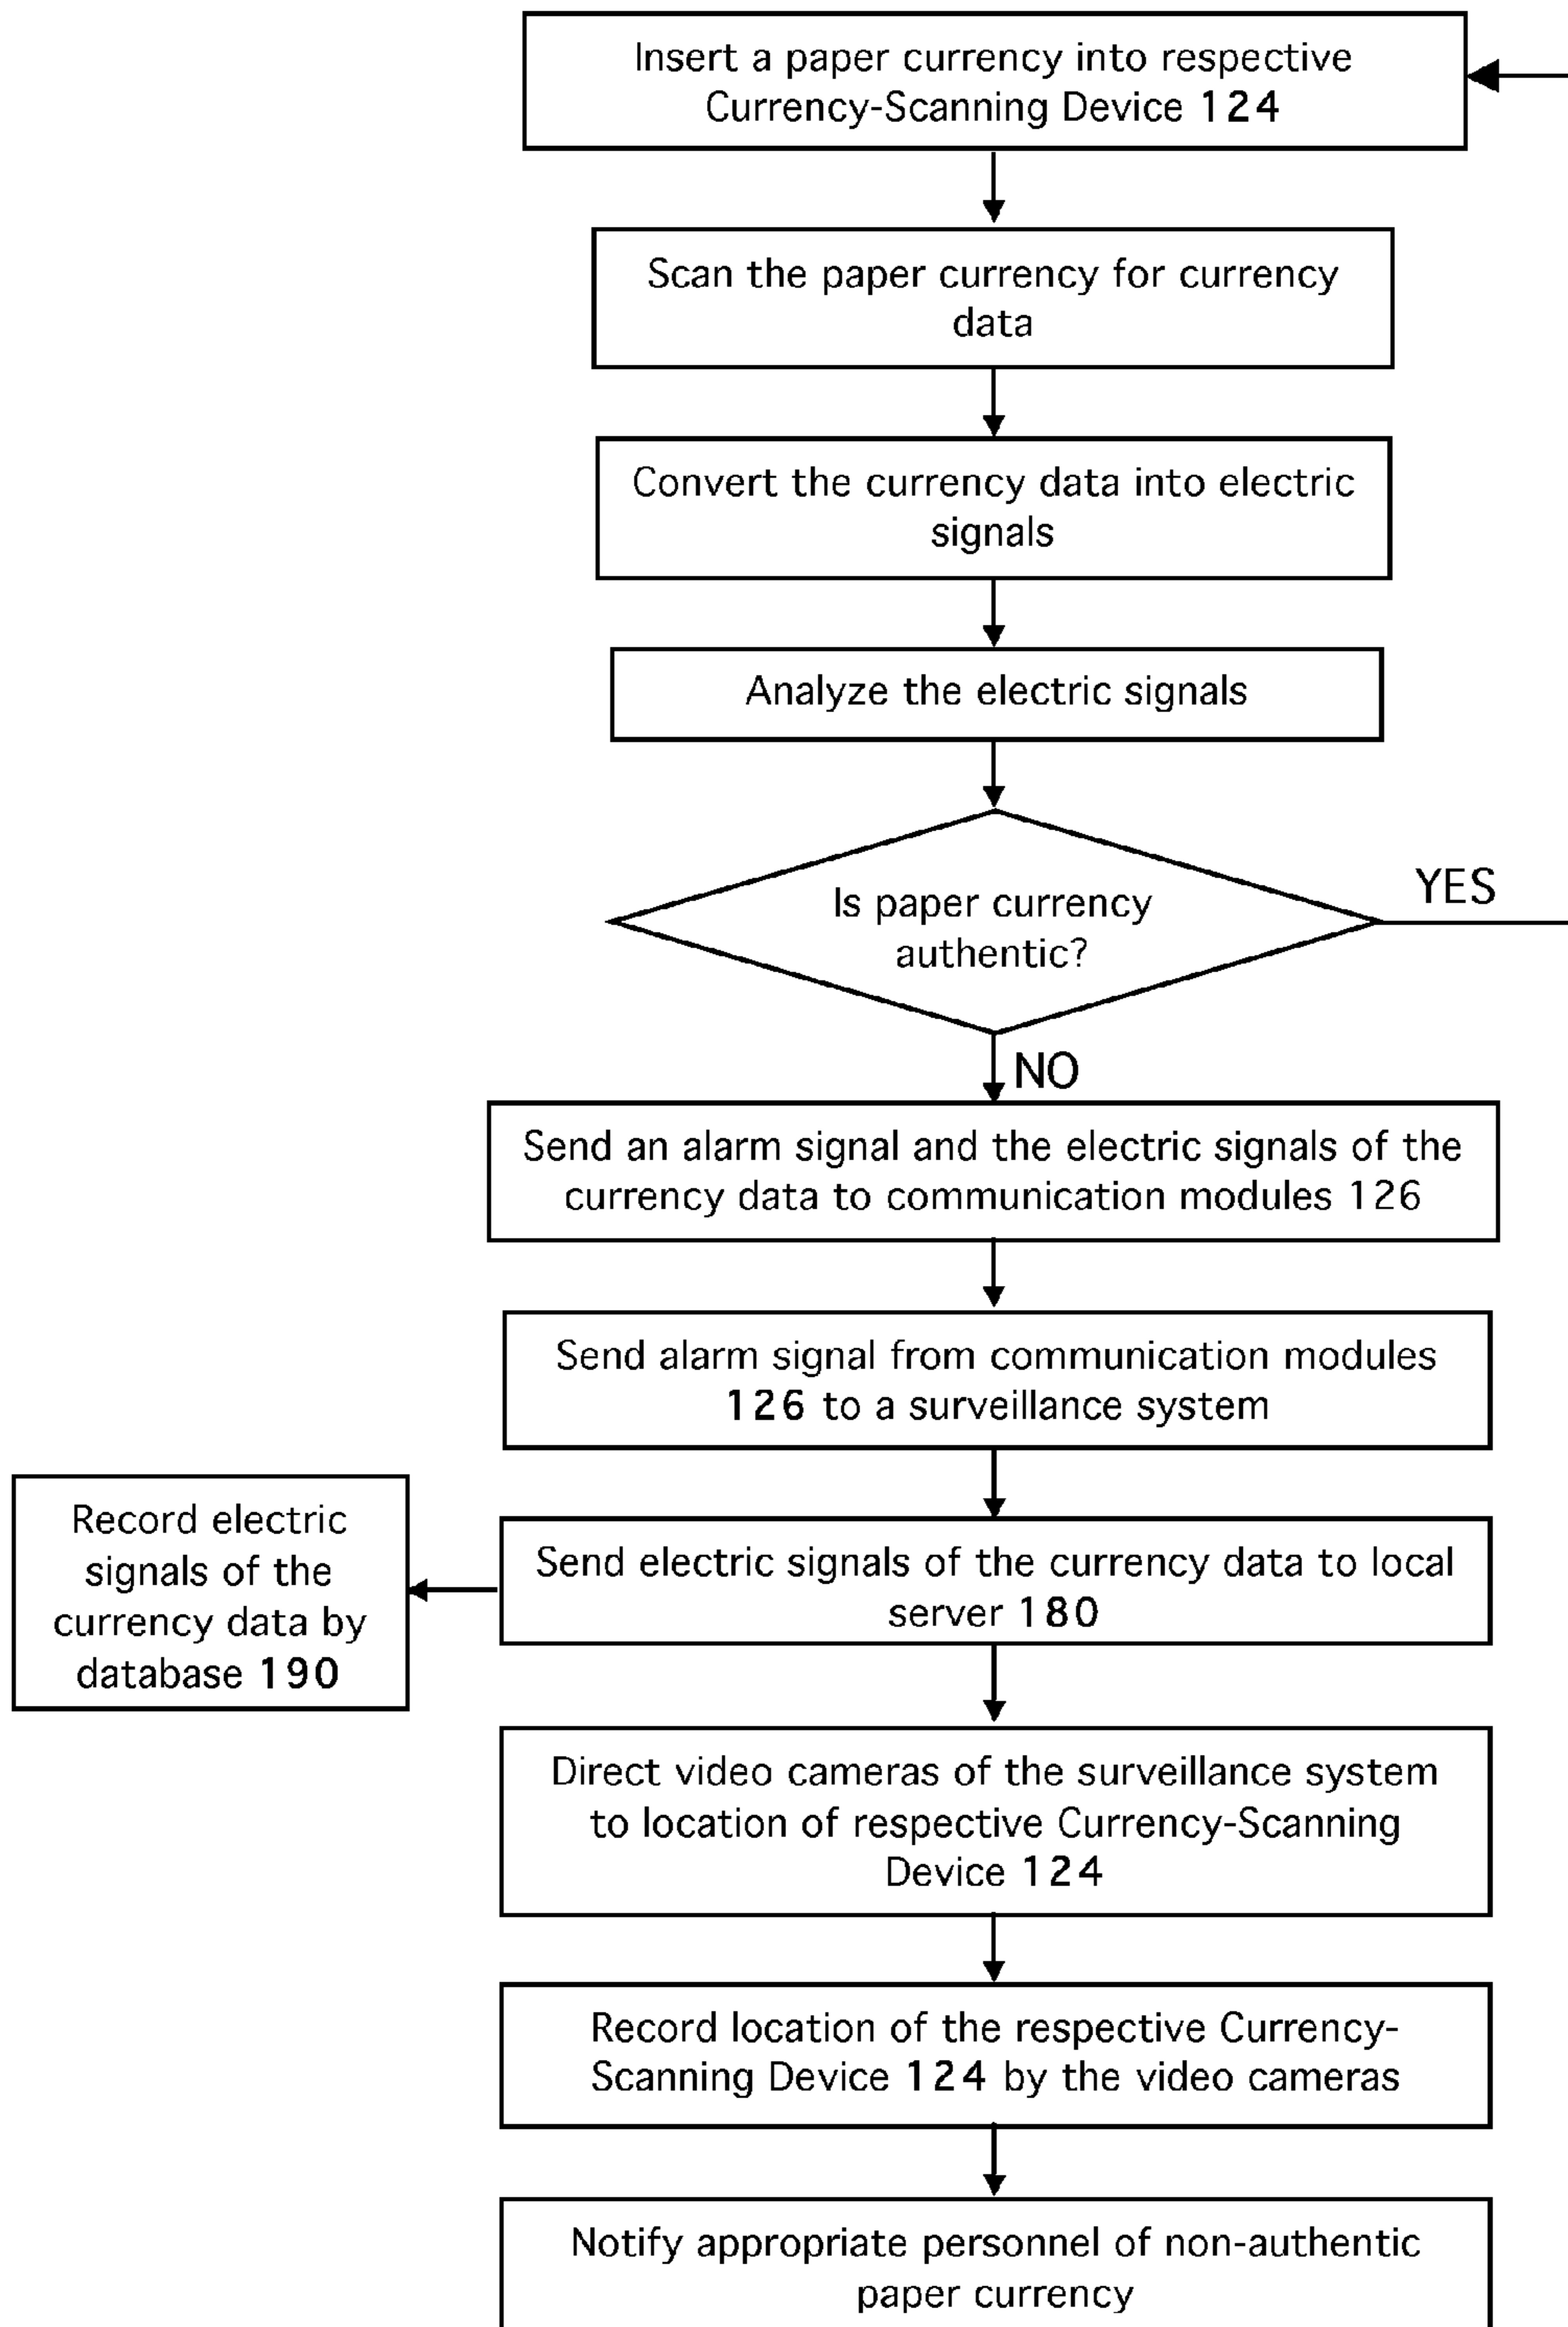 Insert a paper currency into respective
Currency-Scanning Device 124
Scan the paper currency for currency
data
Convert the currency data into electric
signals
Analyze the electric signals
Is paper currency
authentic?
YES
NO
Send an alarm signal and the electric signals of the
currency data to communication modules 126
Send alarm signal from communication modules
126 to a surveillance system
Send electric signals of the currency data to local
server 180
Record electric
signals of the
currency data by
database 190
Direct video cameras of the surveillance system
to location of respective Currency-Scanning
Device 124
Record location of the respective Currency-
Scanning Device 124 by the video cameras
Notify appropriate personnel of non-authentic
paper currency